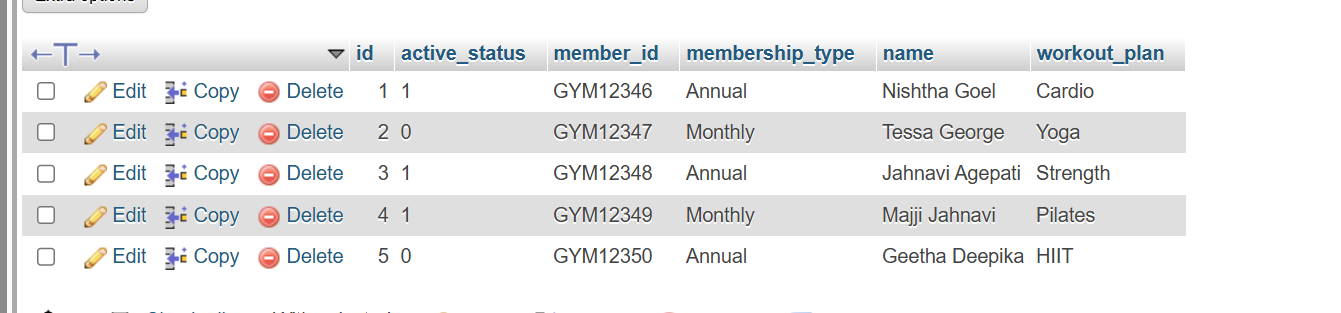 Extra options
id active_status member_id membership_type name workout_plan
Edit Copy Delete 1 1 GYM12346 Annual Nishtha Goel Cardio
Edit Copy Delete 2 0 GYM12347 Monthly Tessa George Yoga
Edit Copy Delete 3 1 GYM12348 Annual Jahnavi Agepati Strength
Edit Copy Delete 4 1 GYM12349 Monthly Majji Jahnavi Pilates
Edit Copy Delete 5 0 GYM12350 Annual Geetha Deepika HIIT